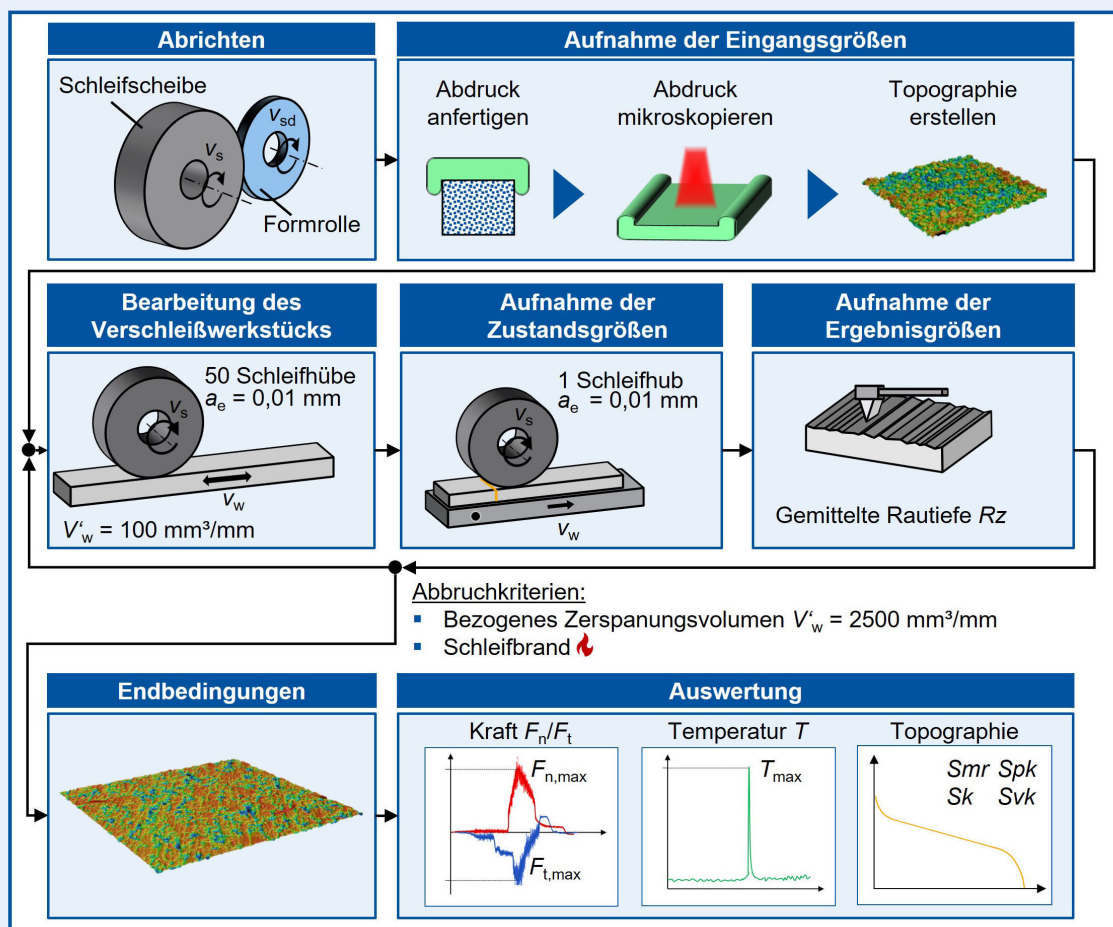 Abrichten
Schleifscheibe
vsd
vs
Formrolle
Aufnahme der Eingangsgrößen
Abdruck
anfertigen
Abdruck
mikroskopieren
Topographie
erstellen
Bearbeitung des
Verschleißwerkstücks
50 Schleifhübe
ae = 0,01 mm
vs
vw
V‘w = 100 mm³/mm
Aufnahme der
Zustandsgrößen
1 Schleifhub
ae = 0,01 mm
vs
vw
Aufnahme der
Ergebnisgrößen
Gemittelte Rautiefe Rz
Abbruchkriterien:
▪ Bezogenes Zerspanungsvolumen V‘w = 2500 mm³/mm
▪ Schleifbrand
Endbedingungen
Auswertung
Kraft Fn/Ft
Fn,max
Ft,max
Temperatur T
Tmax
Topographie
Smr Spk
Sk Svk